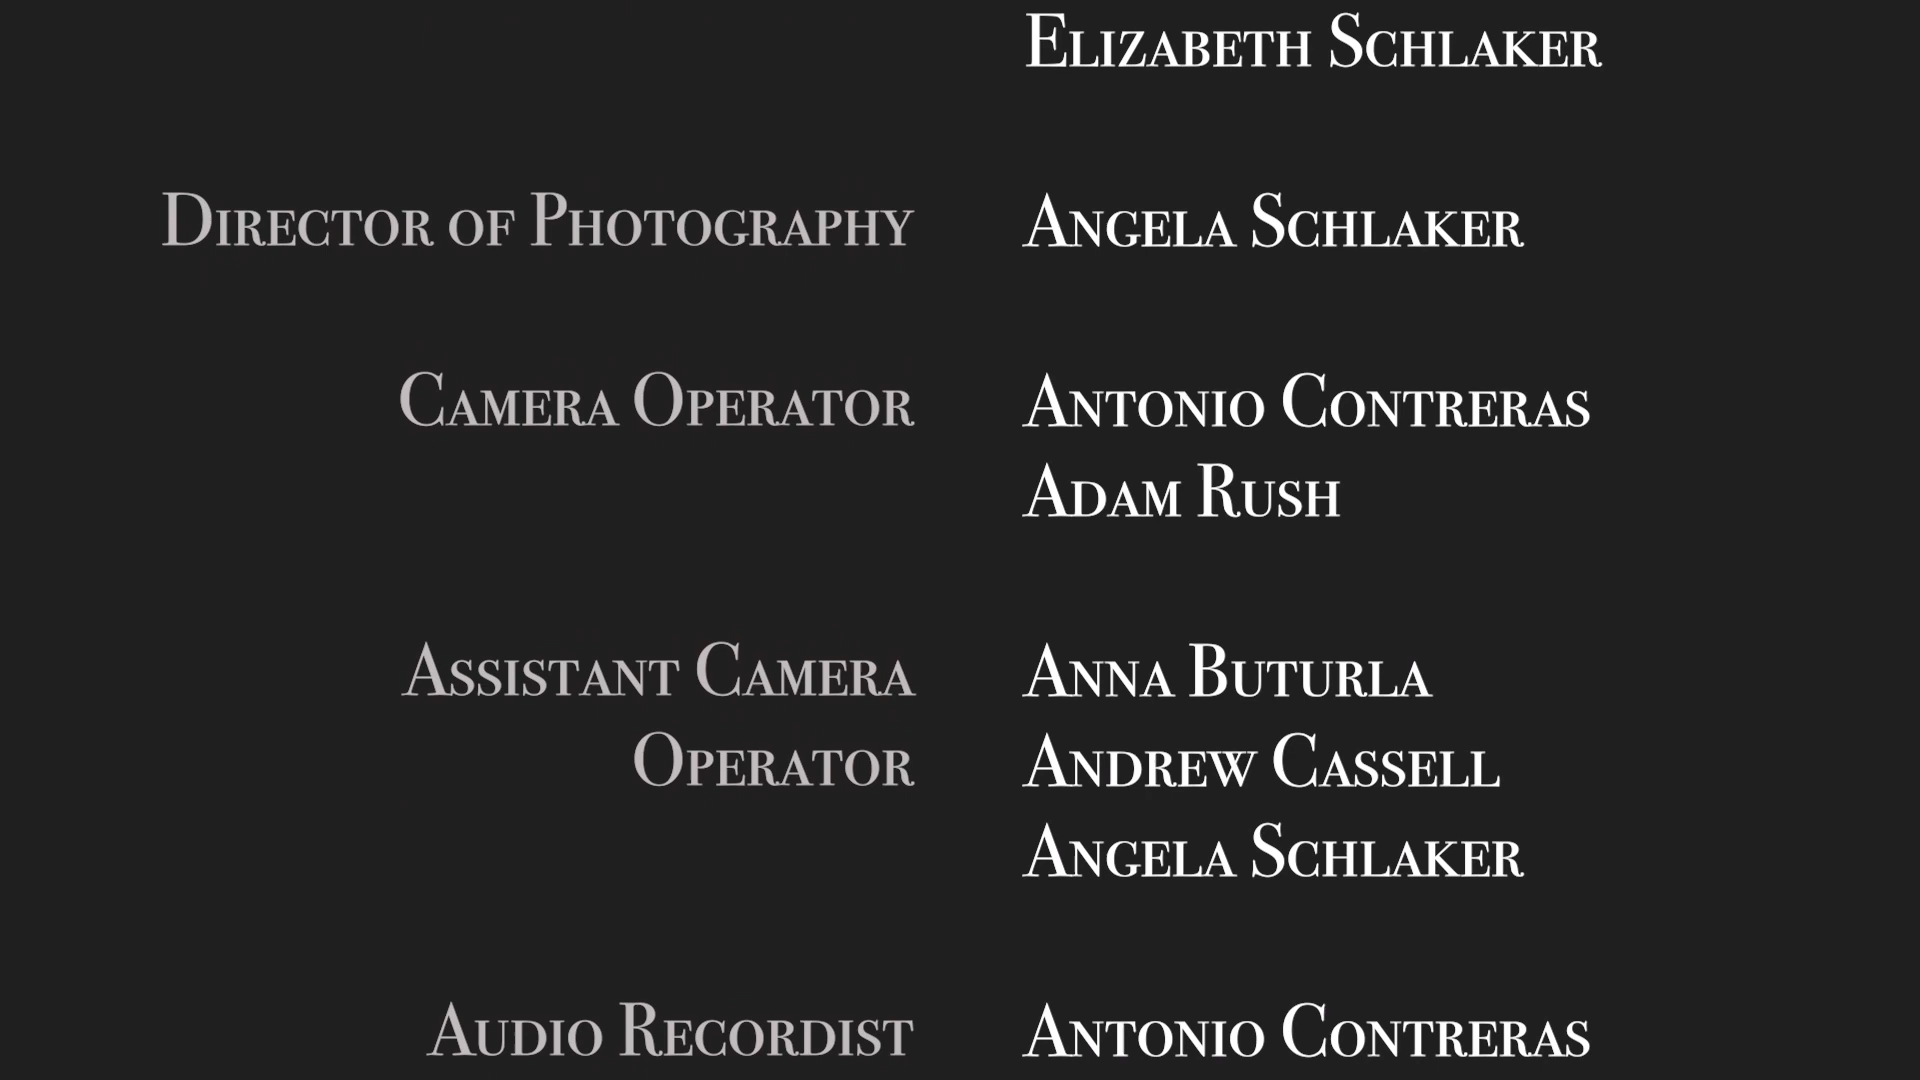 Elizabeth Schlaker
Director of Photography Angela Schlaker
Camera Operator Antonio Contreras
Adam Rush
Assistant Camera Anna Buturla
Operator Andrew Cassell
Angela Schlaker
Audio Recordist Antonio Contreras